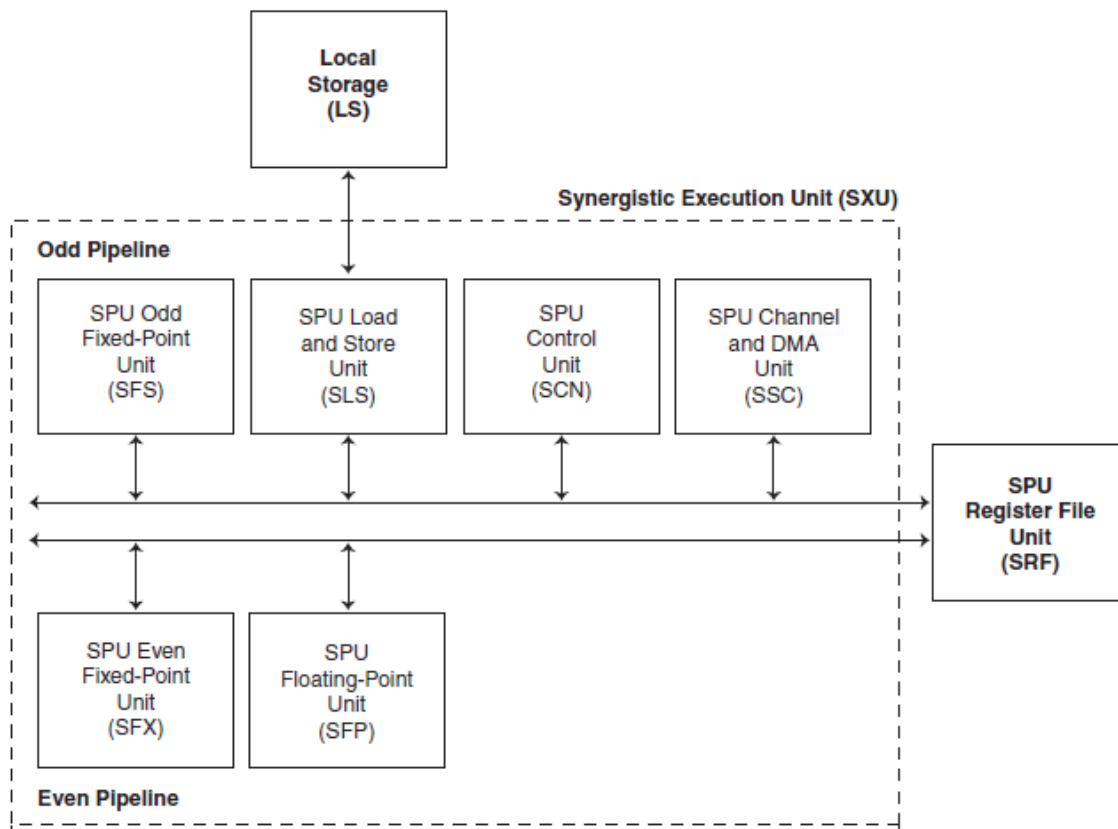 Local
Storage
(LS)
Synergistic Execution Unit (SXU)
Odd Pipeline
SPU Odd
Fixed-Point
Unit
(SFS)
SPU Load
and Store
Unit
(SLS)
SPU
Control
Unit
(SCN)
SPU Channel
and DMA
Unit
(SSC)
SPU
Register File
Unit
(SRF)
SPU Even
Fixed-Point
Unit
(SFX)
SPU
Floating-Point
Unit
(SFP)
Even Pipeline